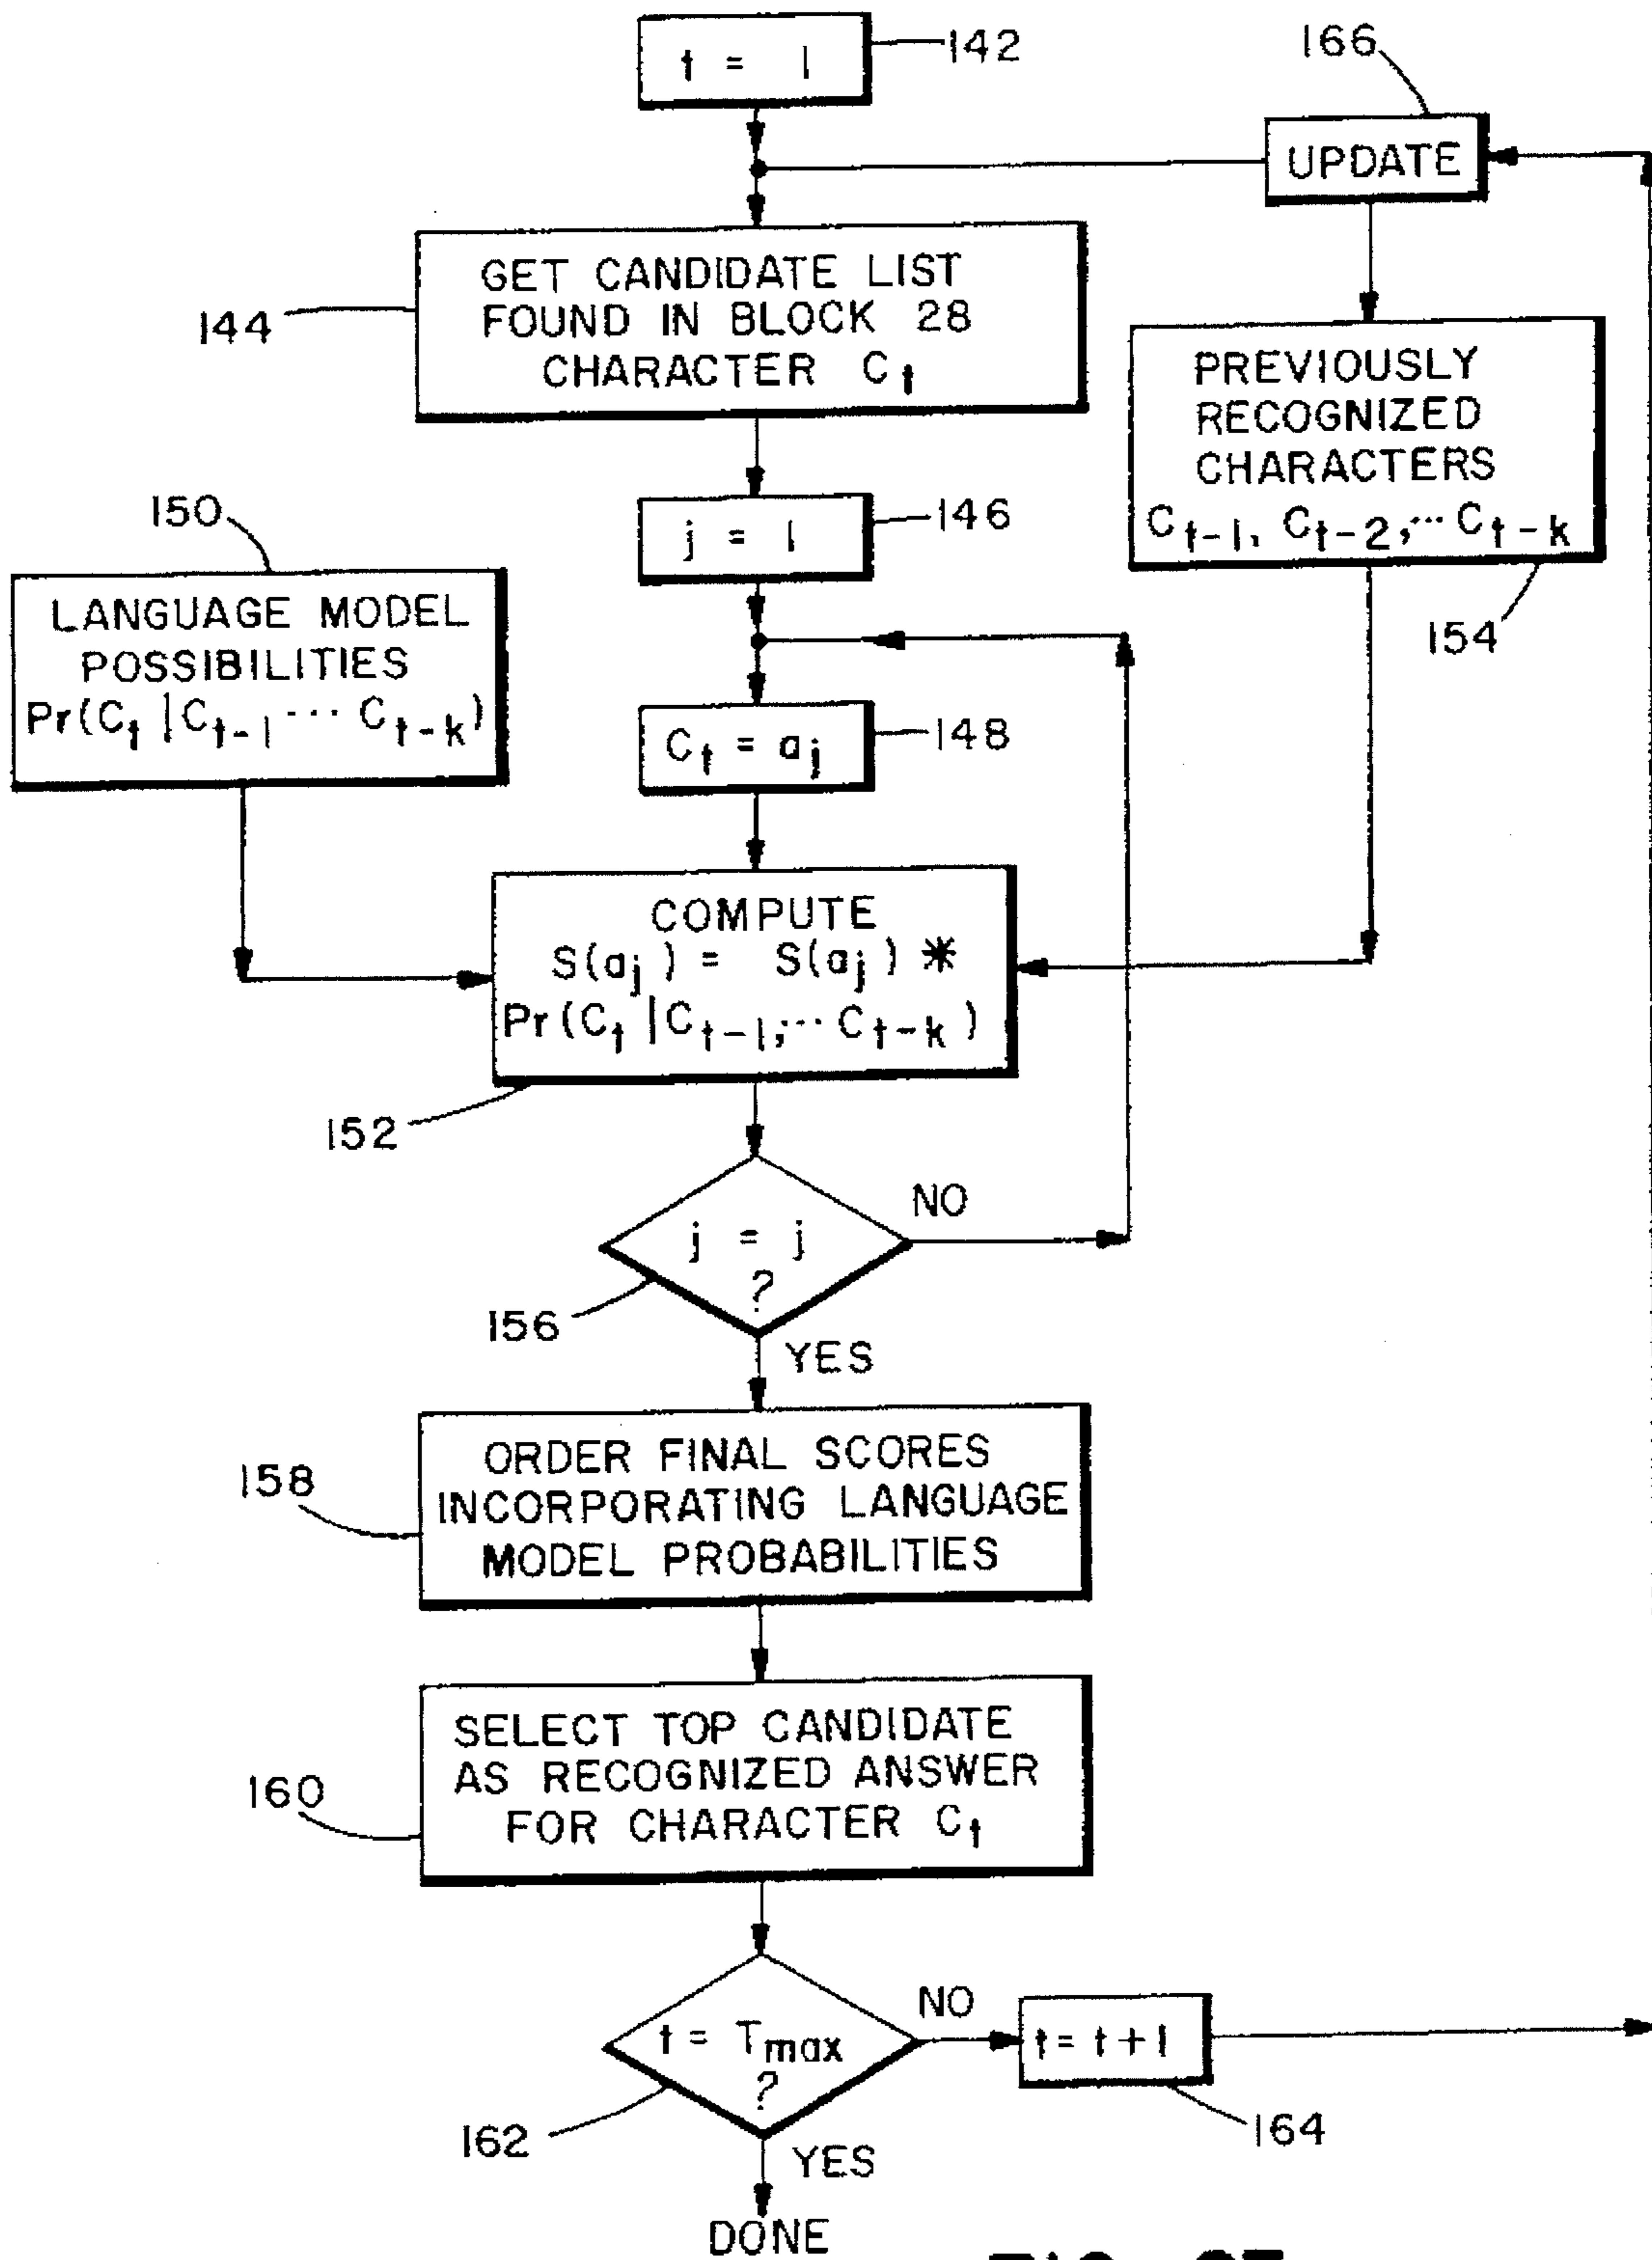 t = 1
142
166
UPDATE
GET CANDIDATE LIST
FOUND IN BLOCK 28
CHARACTER Ct
144
PREVIOUSLY
RECOGNIZED
CHARACTERS
Ct-1, Ct-2,... Ct-k
154
j = 1
146
150
LANGUAGE MODEL
POSSIBILITIES
Pr(Ct |Ct-1 ... Ct-k)
Ct = aj
148
COMPUTE
S(aj) = S(aj) *
Pr(Ct |Ct-1,... Ct-k)
152
j = j
?
NO
156
YES
ORDER FINAL SCORES
INCORPORATING LANGUAGE
MODEL PROBABILITIES
158
SELECT TOP CANDIDATE
AS RECOGNIZED ANSWER
FOR CHARACTER Ct
160
t = Tmax
?
NO
t = t+1
162
164
YES
DONE